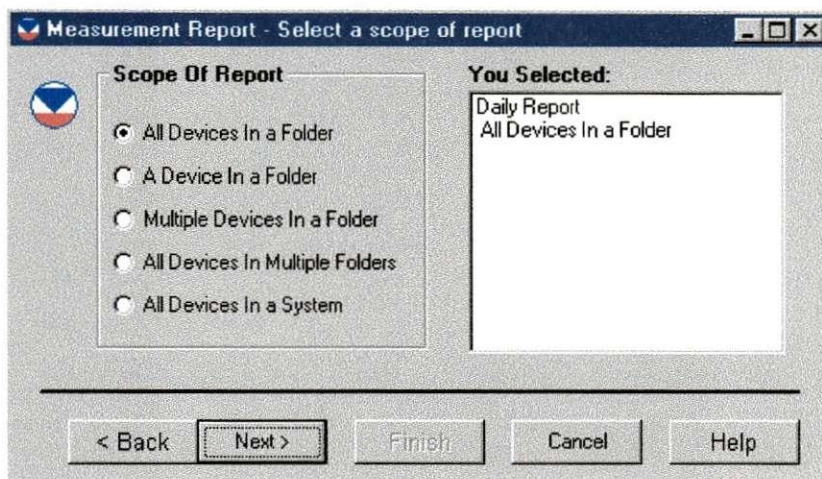 Measurement Report - Select a scope of report
Scope Of Report
All Devices In a Folder
A Device In a Folder
Multiple Devices In a Folder
All Devices In Multiple Folders
All Devices In a System
You Selected:
Daily Report
All Devices In a Folder
< Back
Next >
Finish
Cancel
Help